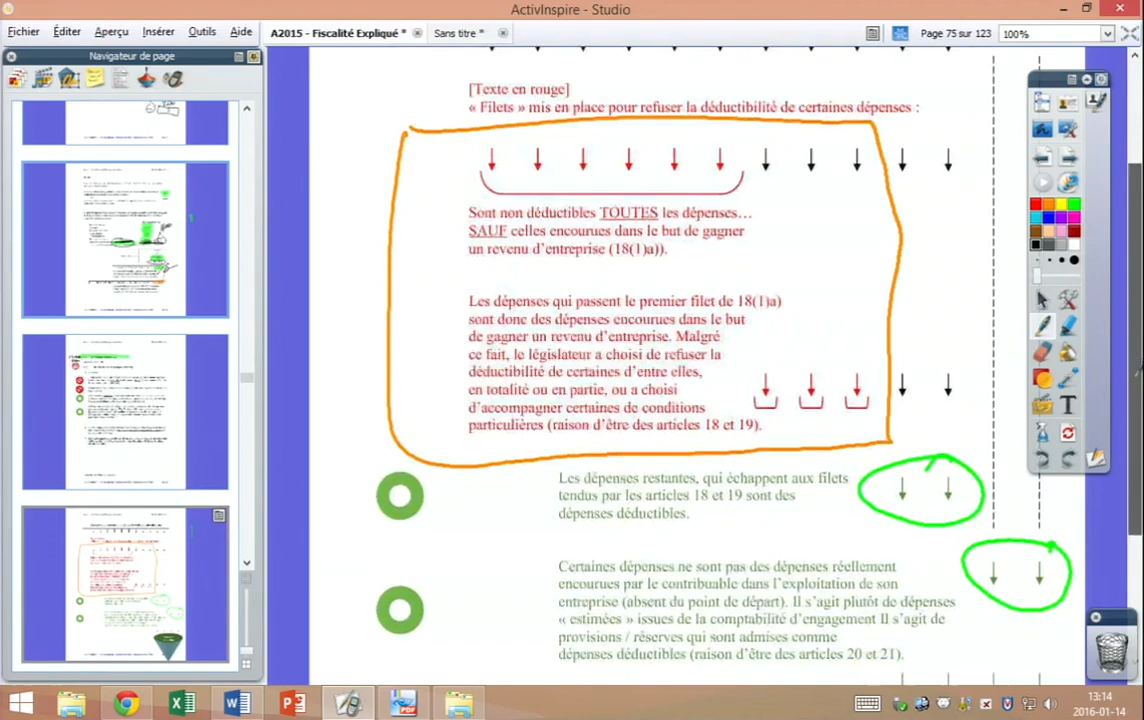 ActivInspire - Studio
Fichier Éditer Aperçu Insérer Outils Aide
A2015 - Fiscalité Expliqué * Sans titre * Page 75 sur 123 100%
Navigateur de page
[Texte en rouge]
« Filets » mis en place pour refuser la déductibilité de certaines dépenses :
Sont non déductibles TOUTES les dépenses…
SAUF celles encourues dans le but de gagner
un revenu d'entreprise (18(1)a)).
Les dépenses qui passent le premier filet de 18(1)a)
sont donc des dépenses encourues dans le but
de gagner un revenu d'entreprise. Malgré
ce fait, le législateur a choisi de refuser la
déductibilité de certaines d'entre elles,
en totalité ou en partie, ou a choisi
d'accompagner certaines de conditions
particulières (raison d'être des articles 18 et 19).
Les dépenses restantes, qui échappent aux filets
tendus par les articles 18 et 19 sont des
dépenses déductibles.
Certaines dépenses ne sont pas des dépenses réellement
encourues par le contribuable dans l'exploitation de son
entreprise (absent du point de départ). Il s'agit plutôt de dépenses
« estimées » issues de la comptabilité d'engagement Il s'agit de
provisions / réserves qui sont admises comme
dépenses déductibles (raison d'être des articles 20 et 21).
13:14
2016-01-14